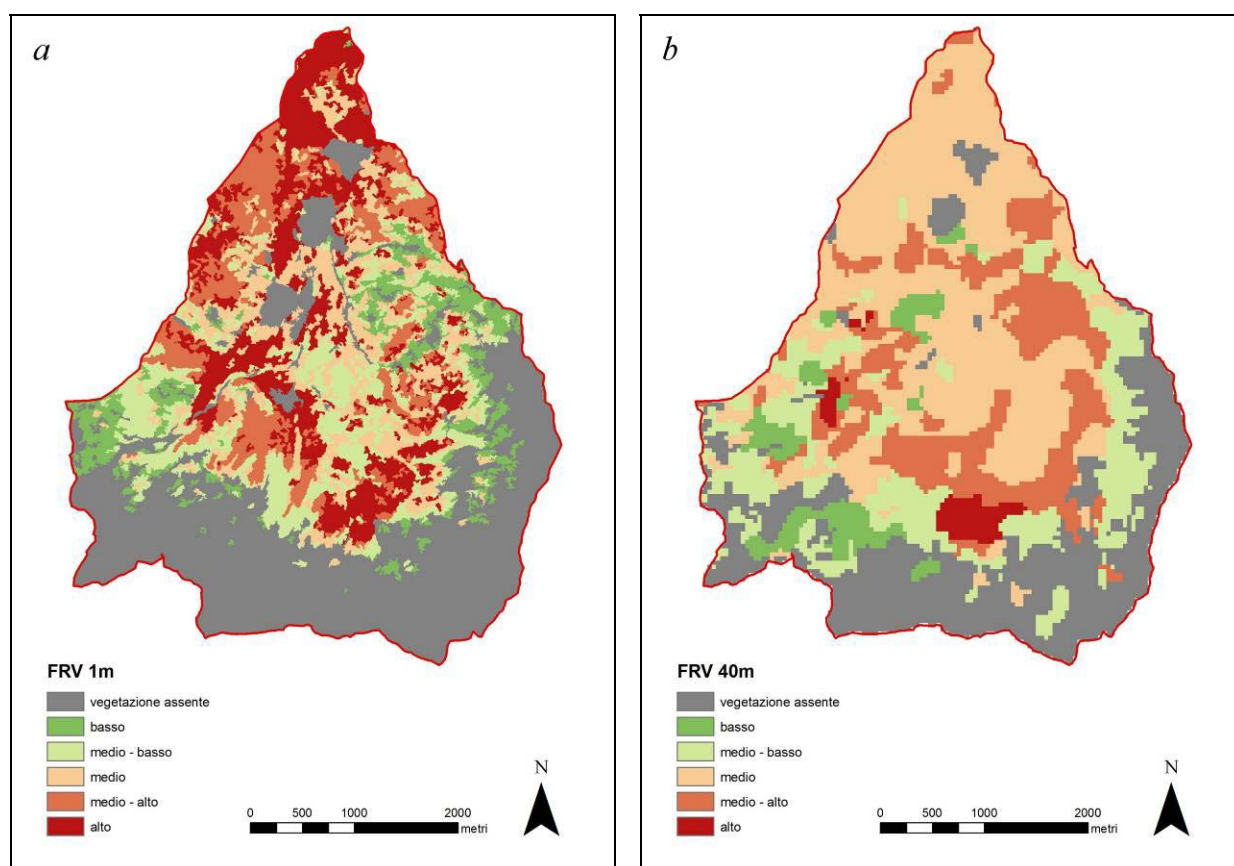 a
FRV 1m
vegetazione assente
basso
medio - basso
medio
medio - alto
alto
0 500 1000 2000
metri
N
b
FRV 40m
vegetazione assente
basso
medio - basso
medio
medio - alto
alto
0 500 1000 2000
metri
N